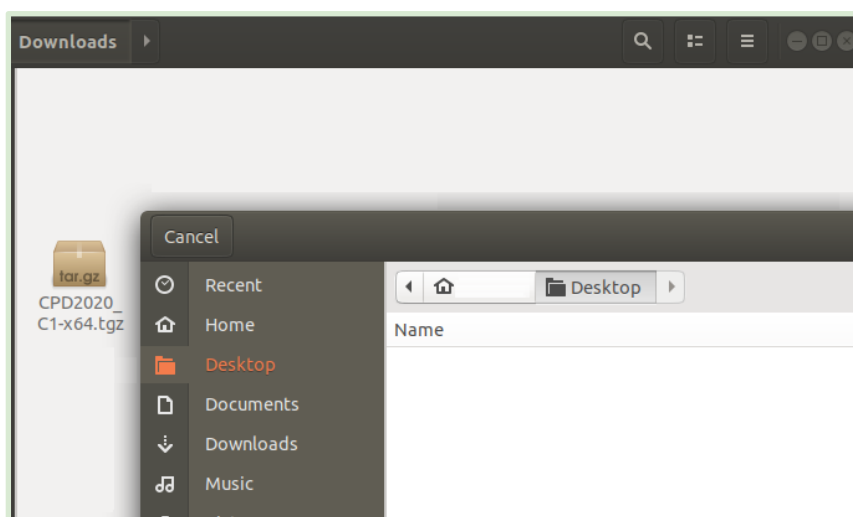 Downloads
tar.gz
CPD2020_
C1-x64.tgz
Cancel
Recent
Home
Desktop
Documents
Downloads
Music
Desktop
Name